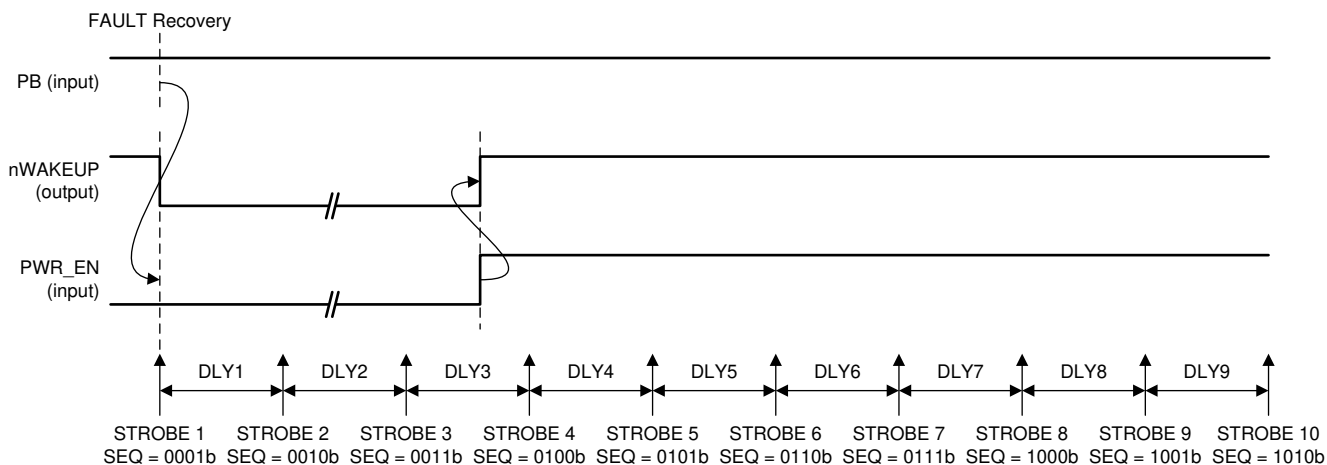 FAULT Recovery
PB (input)
nWAKEUP
(output)
PWR_EN
(input)
DLY1 DLY2 DLY3 DLY4 DLY5 DLY6 DLY7 DLY8 DLY9
STROBE 1 STROBE 2 STROBE 3 STROBE 4 STROBE 5 STROBE 6 STROBE 7 STROBE 8 STROBE 9 STROBE 10
SEQ = 0001b SEQ = 0010b SEQ = 0011b SEQ = 0100b SEQ = 0101b SEQ = 0110b SEQ = 0111b SEQ = 1000b SEQ = 1001b SEQ = 1010b